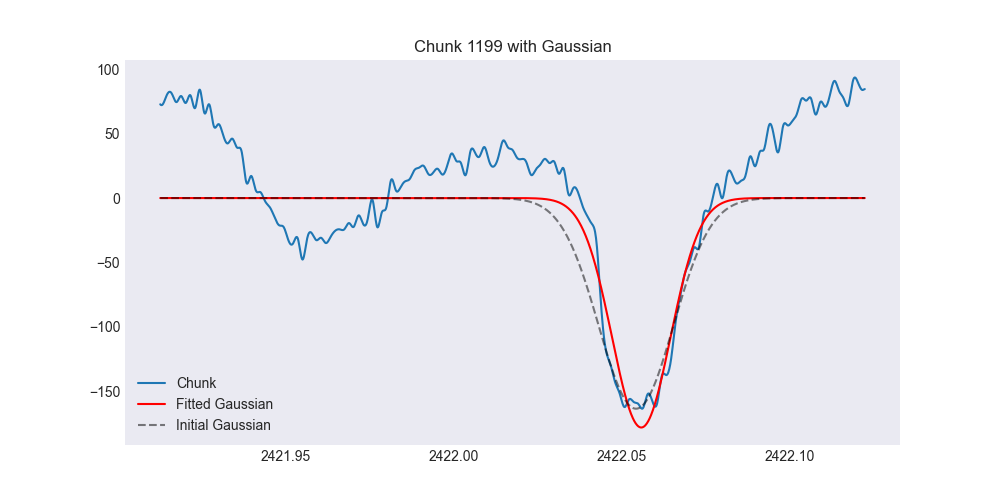 Chunk 1199 with Gaussian
100
50
0
−50
−100
−150
Chunk
Fitted Gaussian
Initial Gaussian
2421.95 2422.00 2422.05 2422.10